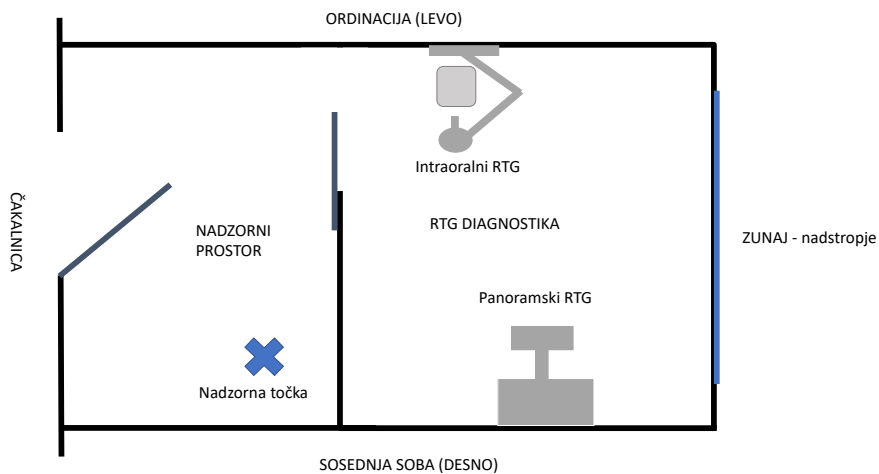 ORDINACIJA (LEVO)
Intraoralni RTG
ČAKALNICA
NADZORNI
PROSTOR
RTG DIAGNOSTIKA
ZUNAJ - nadstropje
Panoramski RTG
Nadzorna točka
SOSEDNJA SOBA (DESNO)